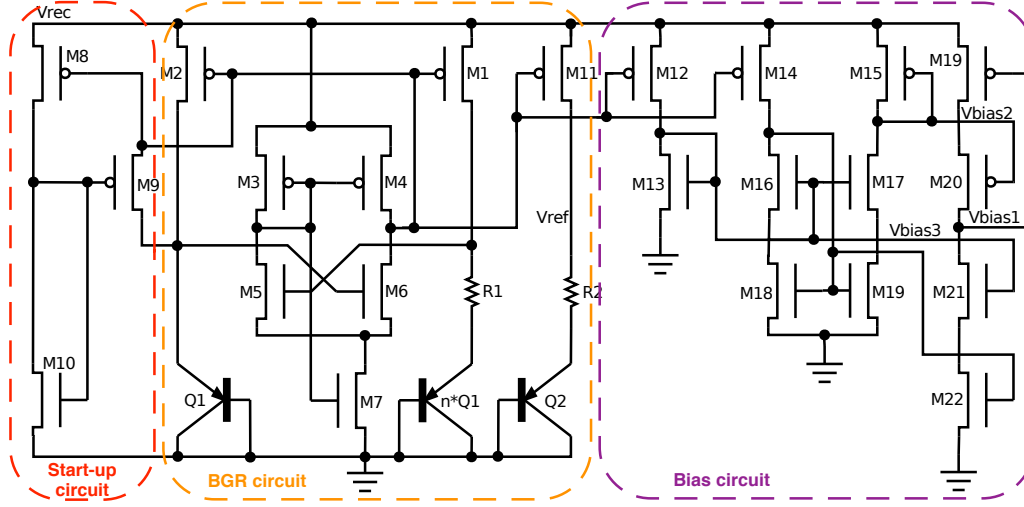 Vrec
M8
M2
M1
M11
M12
M14
M15
M19
Vbias2
M9
M3
M4
M13
M16
M17
M20
Vref
Vbias1
Vbias3
M5
M6
R1
R2
M18
M19
M21
M10
Q1
M7
n*Q1
Q2
M22
Start-up
circuit
BGR circuit
Bias circuit